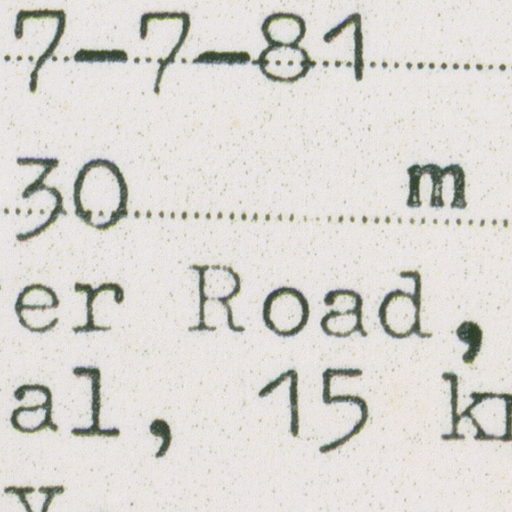 7-7-81
30 m
er Road,
al, 15 k